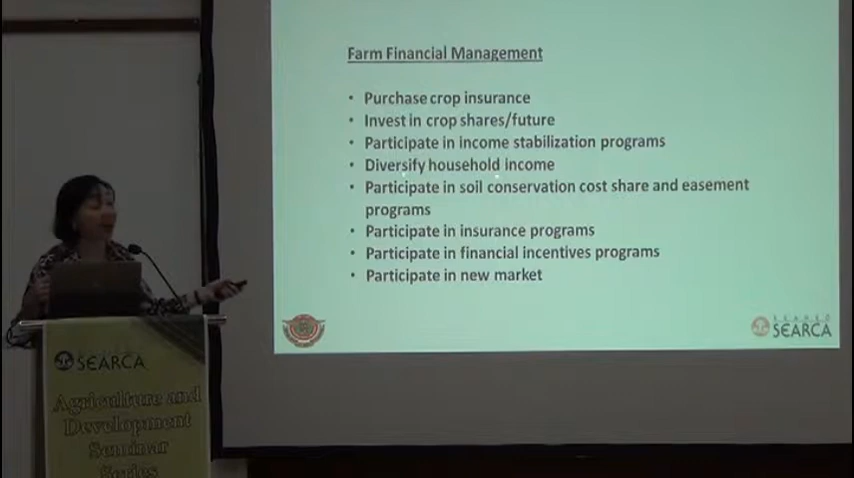 Farm Financial Management
• Purchase crop insurance
• Invest in crop shares/future
• Participate in income stabilization programs
• Diversify household income
• Participate in soil conservation cost share and easement
programs
• Participate in insurance programs
• Participate in financial incentives programs
• Participate in new market
SEARCA
SEARCA
Agriculture and
Development
Seminar
Series